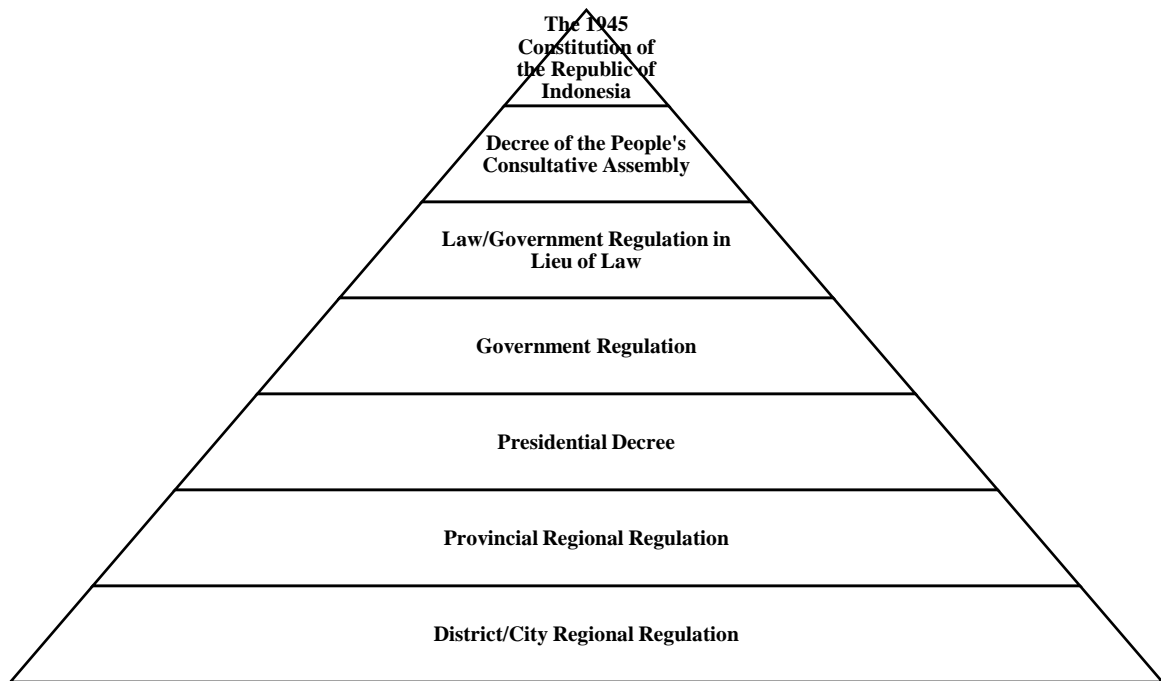 The 1945
Constitution of
the Republic of
Indonesia
Decree of the People's
Consultative Assembly
Law/Government Regulation in
Lieu of Law
Government Regulation
Presidential Decree
Provincial Regional Regulation
District/City Regional Regulation